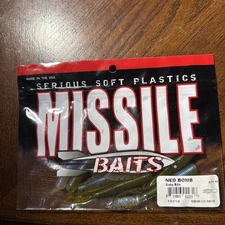 MADE IN THE USA
SERIOUS SOFT PLASTICS
MISSILE
BAITS
NED BOMB